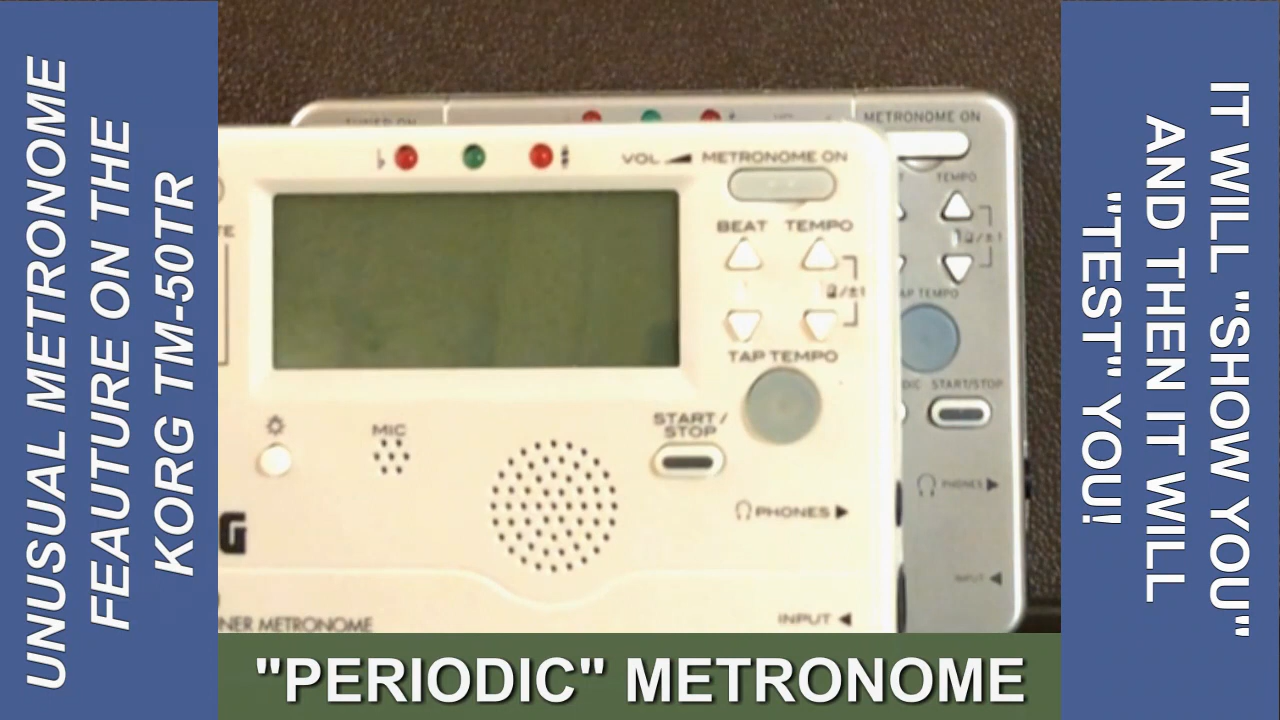 UNUSUAL METRONOME
FEAUTURE ON THE
KORG TM-50TR
METRONOME ON
VOL
METRONOME ON
TEMPO
BEAT TEMPO
TAP TEMPO
START/STOP
MIC
START/
STOP
PHONES
PHONES
INPUT
INPUT
METRONOME
"PERIODIC" METRONOME
IT WILL "SHOW YOU"
AND THEN IT WILL
"TEST" YOU!